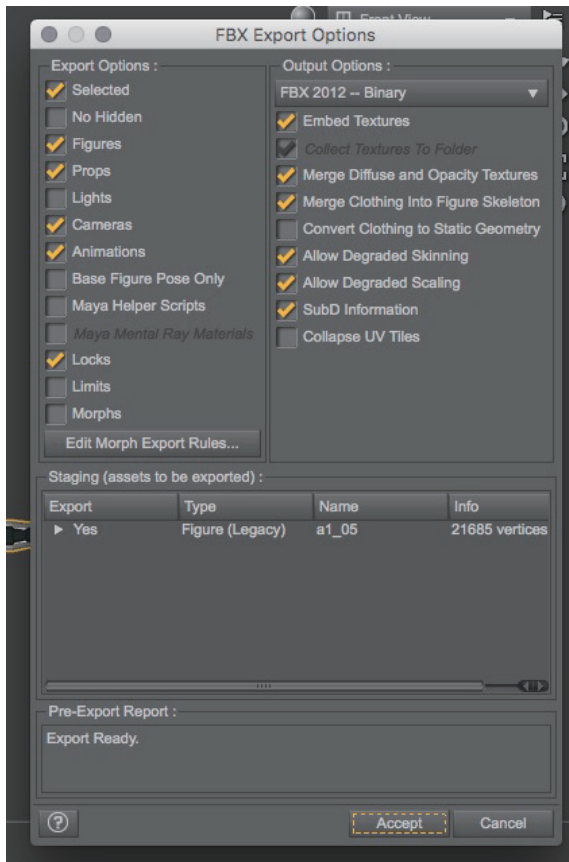 Front View
FBX Export Options
Export Options :
Selected
No Hidden
Figures
Props
Lights
Cameras
Animations
Base Figure Pose Only
Maya Helper Scripts
Maya Mental Ray Materials
Locks
Limits
Morphs
Edit Morph Export Rules...
Output Options :
FBX 2012 -- Binary
Embed Textures
Collect Textures To Folder
Merge Diffuse and Opacity Textures
Merge Clothing Into Figure Skeleton
Convert Clothing to Static Geometry
Allow Degraded Skinning
Allow Degraded Scaling
SubD Information
Collapse UV Tiles
Staging (assets to be exported) :
Export Type Name Info
Yes Figure (Legacy) a1_05 21685 vertices
Pre-Export Report :
Export Ready.
? Accept Cancel